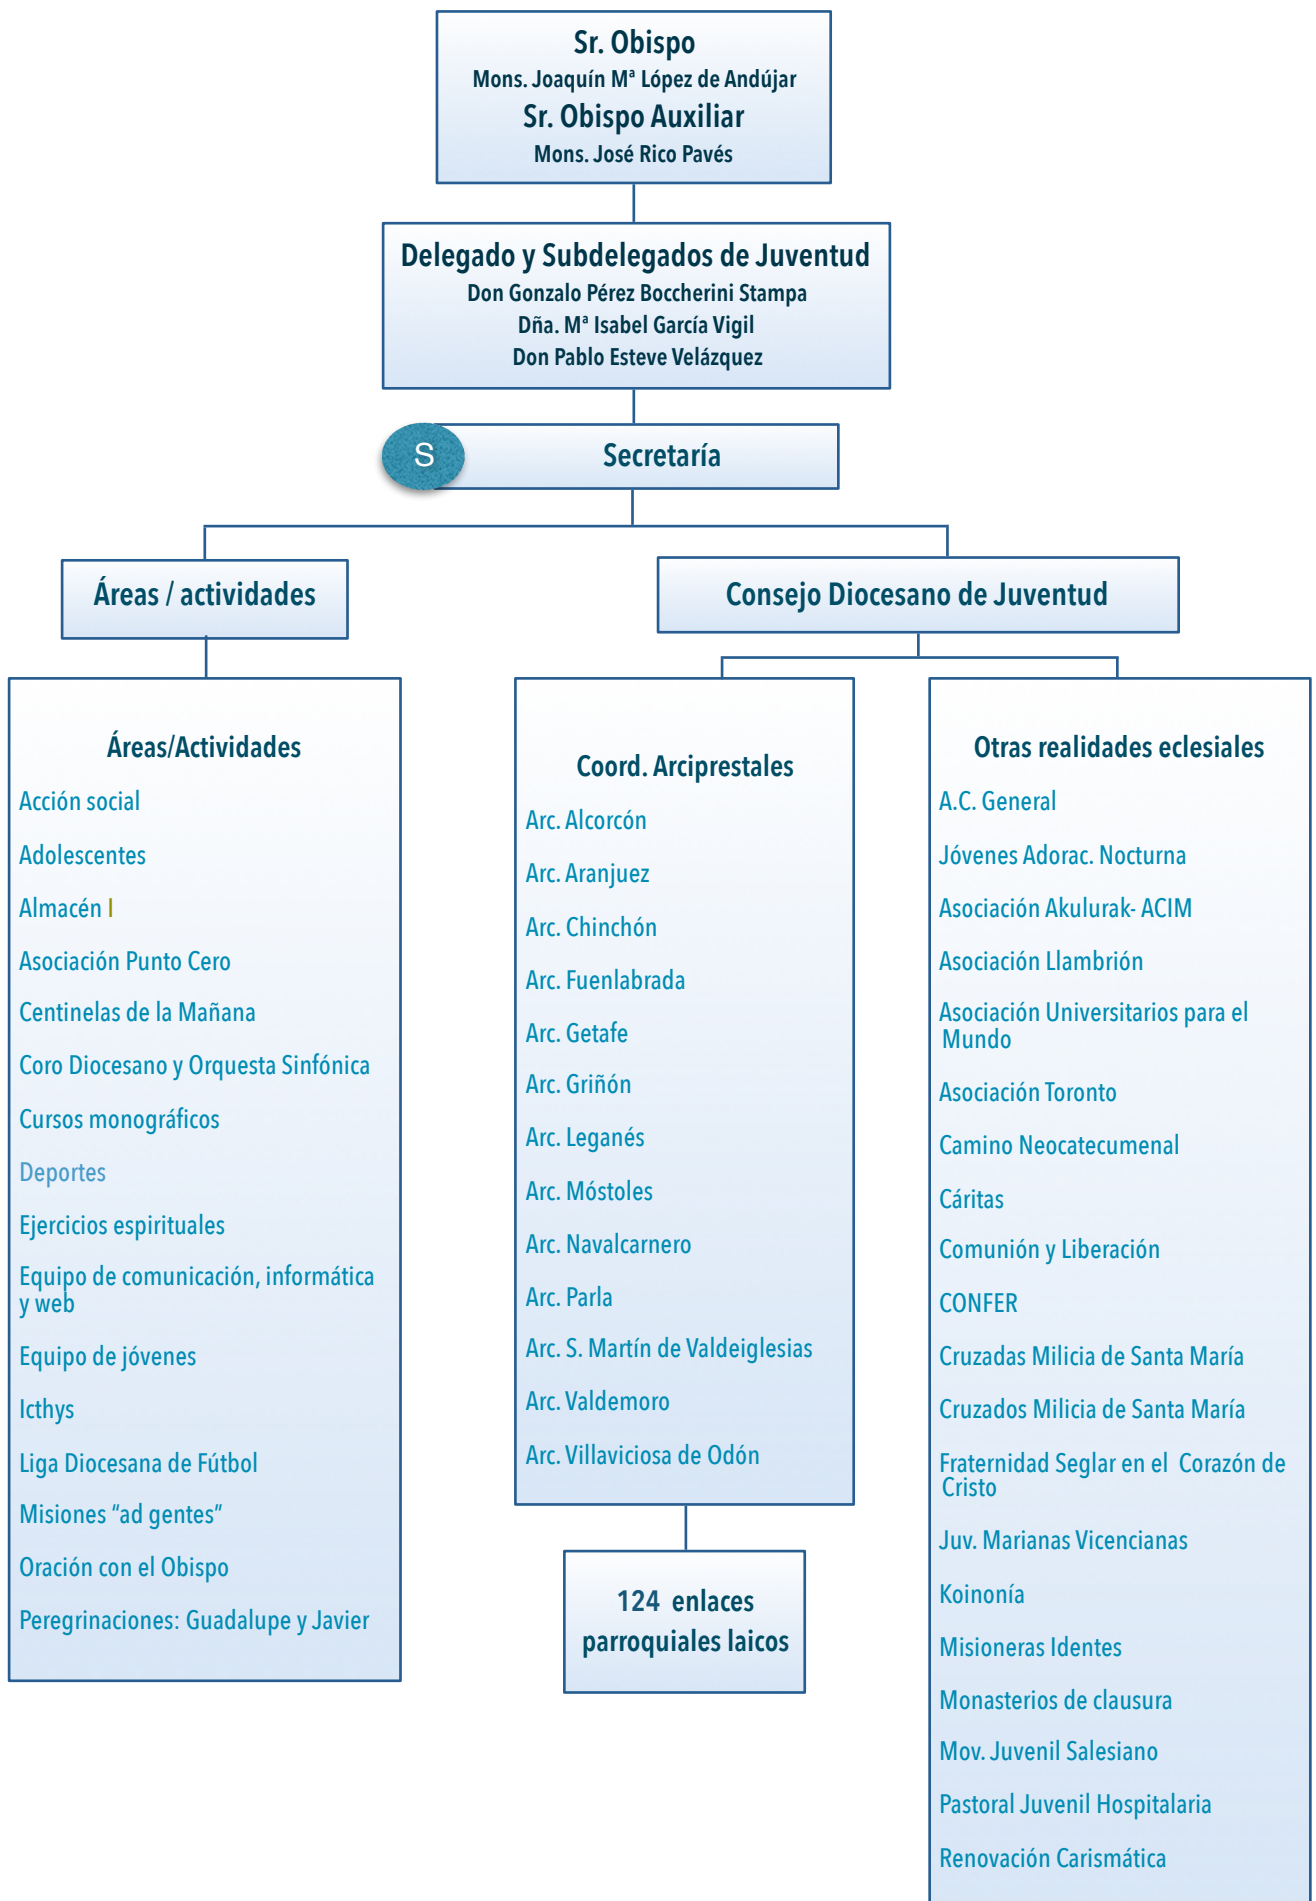 Sr. Obispo
Mons. Joaquín Mª López de Andújar
Sr. Obispo Auxiliar
Mons. José Rico Pavés
Delegado y Subdelegados de Juventud
Don Gonzalo Pérez Boccherini Stampa
Dña. Mª Isabel García Vigil
Don Pablo Esteve Velázquez
S
Secretaría
Áreas / actividades
Consejo Diocesano de Juventud
Áreas/Actividades
Acción social
Adolescentes
Almacén I
Asociación Punto Cero
Centinelas de la Mañana
Coro Diocesano y Orquesta Sinfónica
Cursos monográficos
Deportes
Ejercicios espirituales
Equipo de comunicación, informática
y web
Equipo de jóvenes
Icthys
Liga Diocesana de Fútbol
Misiones “ad gentes”
Oración con el Obispo
Peregrinaciones: Guadalupe y Javier
Coord. Arciprestales
Arc. Alcorcón
Arc. Aranjuez
Arc. Chinchón
Arc. Fuenlabrada
Arc. Getafe
Arc. Griñón
Arc. Leganés
Arc. Móstoles
Arc. Navalcarnero
Arc. Parla
Arc. S. Martín de Valdeiglesias
Arc. Valdemoro
Arc. Villaviciosa de Odón
124 enlaces
parroquiales laicos
Otras realidades eclesiales
A.C. General
Jóvenes Adorac. Nocturna
Asociación Akulurak- ACIM
Asociación Llambrión
Asociación Universitarios para el
Mundo
Asociación Toronto
Camino Neocatecumenal
Cáritas
Comunión y Liberación
CONFER
Cruzadas Milicia de Santa María
Cruzados Milicia de Santa María
Fraternidad Seglar en el Corazón de
Cristo
Juv. Marianas Vicencianas
Koinonía
Misioneras Identes
Monasterios de clausura
Mov. Juvenil Salesiano
Pastoral Juvenil Hospitalaria
Renovación Carismática